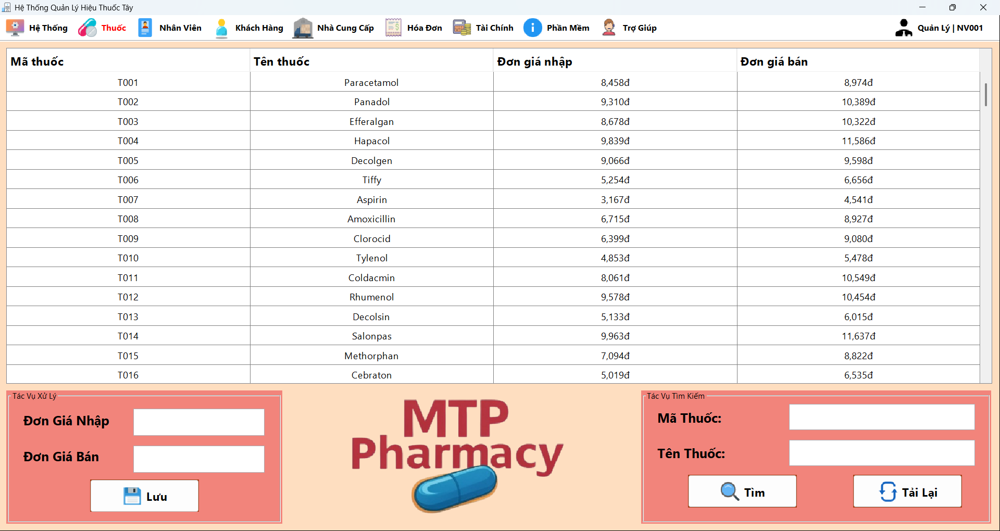 Hệ Thống Quản Lý Hiệu Thuốc Tây
Hệ Thống Thuốc Nhân Viên Khách Hàng Nhà Cung Cấp Hóa Đơn Tài Chính Phần Mềm Trợ Giúp Quản Lý | NV001
Mã thuốc Tên thuốc Đơn giá nhập Đơn giá bán
T001 Paracetamol 8,458đ 8,974đ
T002 Panadol 9,310đ 10,389đ
T003 Efferalgan 8,678đ 10,322đ
T004 Hapacol 9,839đ 11,586đ
T005 Decolgen 9,066đ 9,598đ
T006 Tiffy 5,254đ 6,656đ
T007 Aspirin 3,167đ 4,541đ
T008 Amoxicillin 6,715đ 8,927đ
T009 Clorocid 6,399đ 9,080đ
T010 Tylenol 4,853đ 5,478đ
T011 Coldacmin 8,061đ 10,549đ
T012 Rhumenol 9,578đ 10,454đ
T013 Decolsin 5,133đ 6,015đ
T014 Salonpas 9,963đ 11,637đ
T015 Methorphan 7,094đ 8,822đ
T016 Cebraton 5,019đ 6,535đ
Tác Vụ Xử Lý
Đơn Giá Nhập
Đơn Giá Bán
Lưu
MTP
Pharmacy
Tác Vụ Tìm Kiếm
Mã Thuốc:
Tên Thuốc:
Tìm Tải Lại